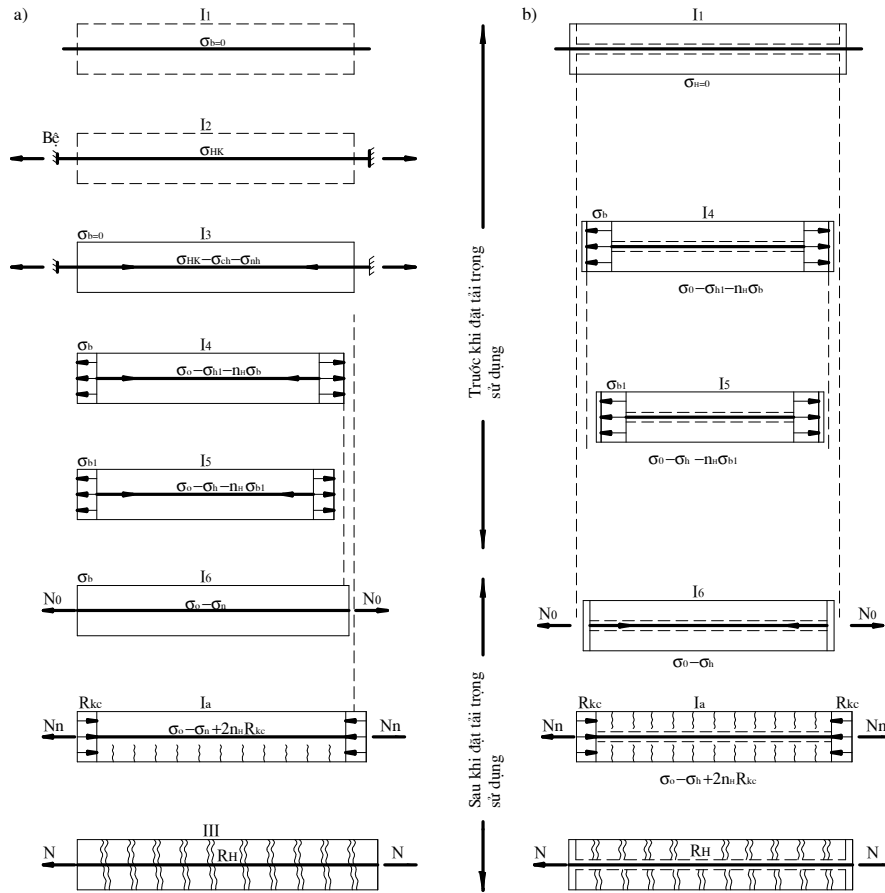 a)
I1
σb=0
I2
Bệ
σHK
I3
σb=0
σHK−σch−σnh
I4
σb
σo−σh1−nHσb
I5
σb1
σo−σh−nHσb1
I6
σb
N0
σo−σn
N0
Ia
Rkc
Nn
σo−σn+2nHRkc
Nn
III
N
RH
N
Trước khi đặt tải trọng
sử dụng
Sau khi đặt tải trọng
sử dụng
b)
I1
σH=0
I4
σb
σ0−σh1−nHσb
I5
σb1
σ0−σh−nHσb1
I6
N0
N0
σ0−σh
Ia
Rkc
Rkc
Nn
Nn
σo−σh+2nHRkc
N
RH
N